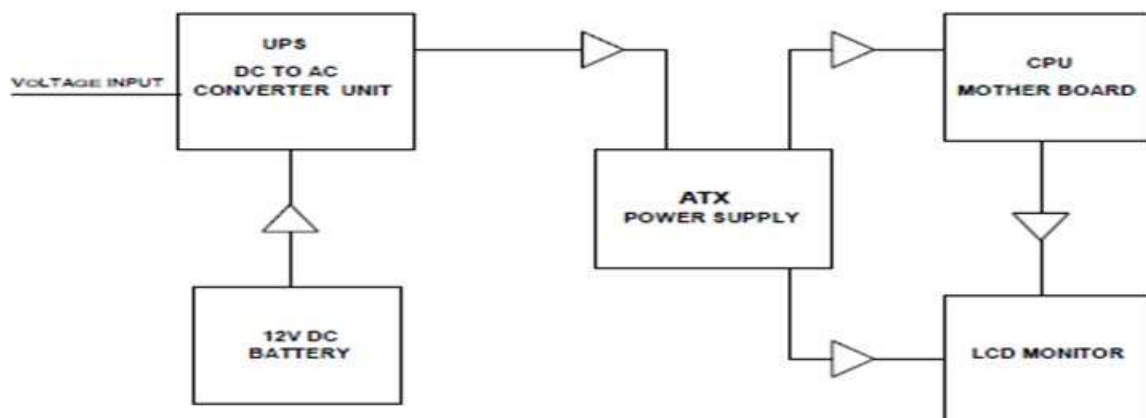 VOLTAGE INPUT
UPS
DC TO AC
CONVERTER UNIT
CPU
MOTHER BOARD
ATX
POWER SUPPLY
12V DC
BATTERY
LCD MONITOR